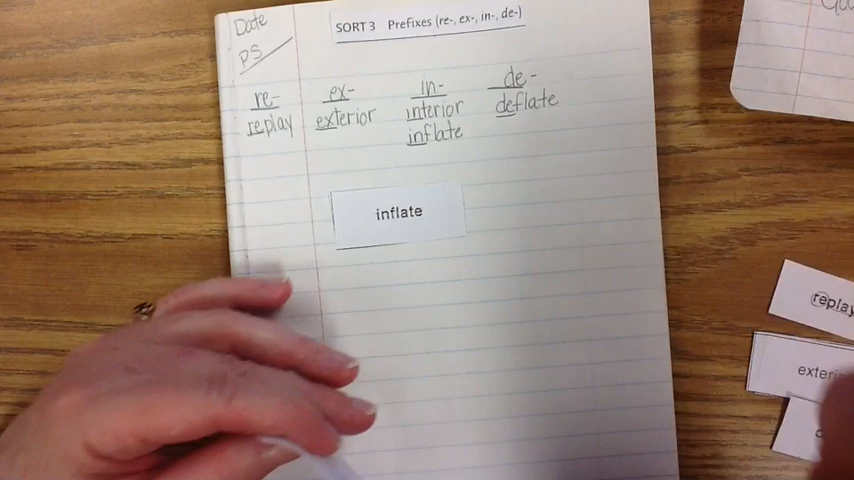 Date
PS
SORT 3 Prefixes (re-, ex-, in-, de-)
re- ex- in- de-
replay exterior interior deflate
inflate
inflate
replay